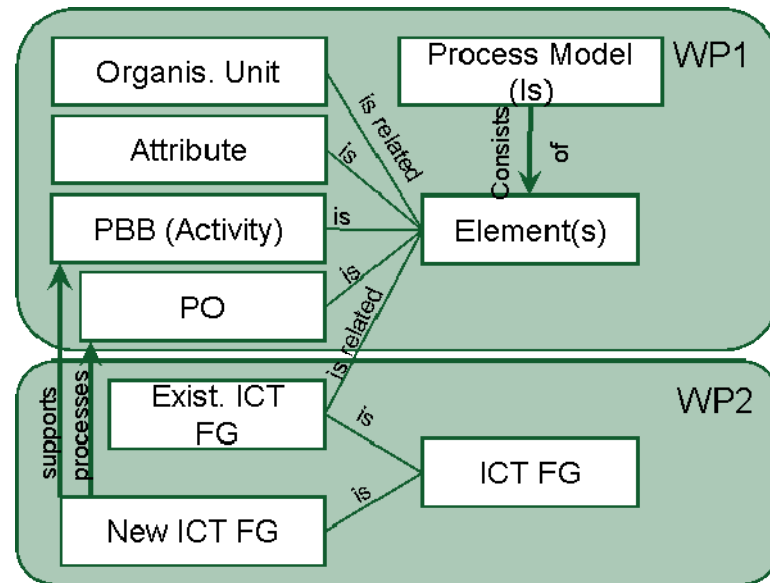 Organis. Unit
Process Model
(Is)
WP1
is related
Attribute
is
Consists
of
PBB (Activity)
is
Element(s)
PO
is
is related
Exist. ICT
FG
is
WP2
supports
processes
ICT FG
is
New ICT FG